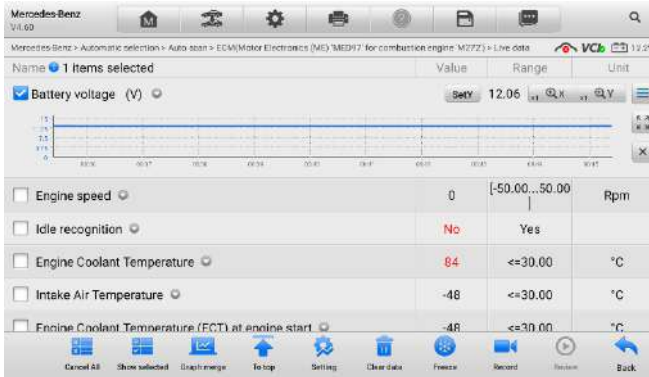 Mercedes-Benz
V4.60
Mercedes-Benz > Automatic selection > Auto scan > ECM(Motor Electronics (ME) 'MED17' for combustion engine 'M272') > Live data
VCI
Name 1 items selected Value Range Unit
Battery voltage (V) SetY 12.06 X Y
15
7.5
0
Engine speed 0 [-50.00...50.00 Rpm
]
Idle recognition No Yes
Engine Coolant Temperature 84 <=30.00 °C
Intake Air Temperature -48 <=30.00 °C
Engine Coolant Temperature (ECT) at engine start -48 <=30.00 °C
Cancel All Show selected Graph merge To top Setting Clear data Freeze Record Review Back